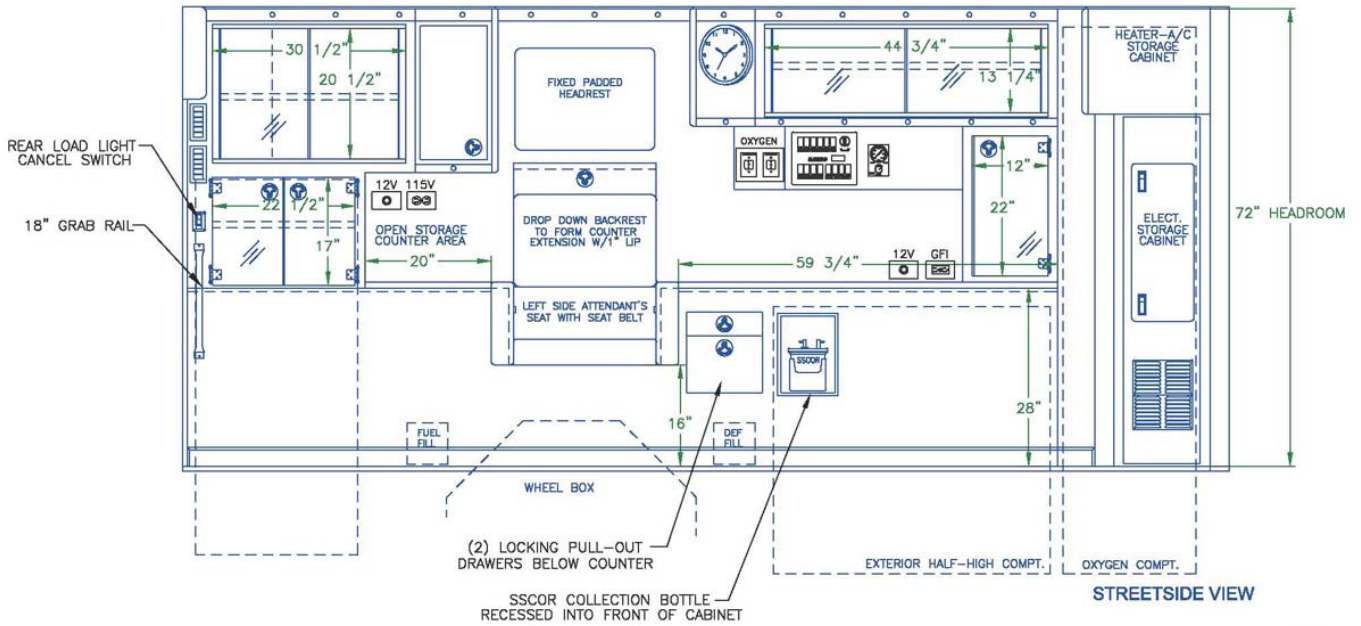 30 1/2"
20 1/2"
FIXED PADDED
HEADREST
44 3/4"
13 1/4"
HEATER-A/C
STORAGE
CABINET
REAR LOAD LIGHT
CANCEL SWITCH
18" GRAB RAIL
22 1/2"
17"
12V 115V
OPEN STORAGE
COUNTER AREA
20"
DROP DOWN BACKREST
TO FORM COUNTER
EXTENSION W/1" LIP
OXYGEN
12"
22"
59 3/4"
12V GFI
ELECT.
STORAGE
CABINET
72" HEADROOM
LEFT SIDE ATTENDANT'S
SEAT WITH SEAT BELT
SSCOR
16"
28"
FUEL
FILL
DEF
FILL
WHEEL BOX
(2) LOCKING PULL-OUT
DRAWERS BELOW COUNTER
EXTERIOR HALF-HIGH COMPT.
OXYGEN COMPT.
SSCOR COLLECTION BOTTLE
RECESSED INTO FRONT OF CABINET
STREETSIDE VIEW